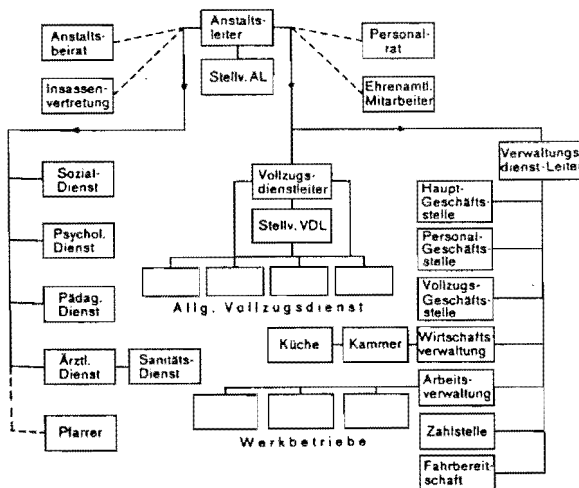 Anstalts-
leiter
Anstalts-
beirat
Personal-
rat
Stellv. AL
Insassen-
vertretung
Ehrenamtl.
Mitarbeiter
Verwaltungs
dienst-Leiter
Sozial-
Dienst
Vollzugs-
dienstleiter
Haupt-
Geschäfts-
stelle
Stellv. VDL
Psychol.
Dienst
Personal-
Geschäfts-
stelle
Pädag.
Dienst
Vollzugs-
Geschäfts-
stelle
Allg. Vollzugsdienst
Küche
Kammer
Wirtschafts
verwaltung
Ärztl.
Dienst
Sanitäts-
Dienst
Arbeits-
verwaltung
Pfarrer
Werkbetriebe
Zahlstelle
Fahrbereit-
schaft